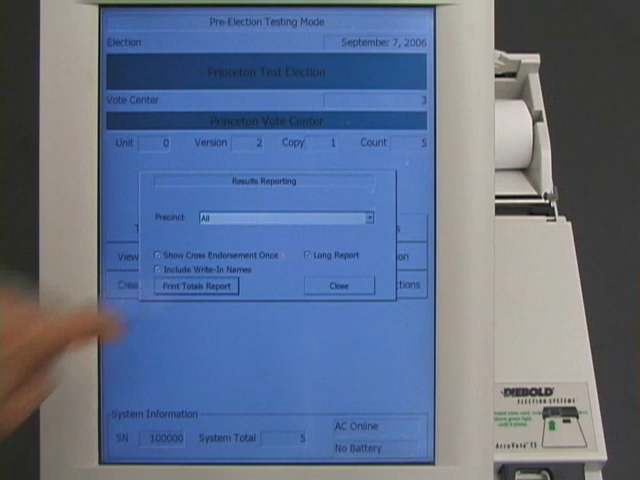 Pre-Election Testing Mode
Election September 7, 2006
Princeton Test Election
Vote Center 3
Princeton Vote Center
Unit 0 Version 2 Copy 1 Count 5
Results Reporting
Precinct All
Show Cross Endorsement Once Long Report
Include Write-In Names
Print Totals Report Close
View
System Information
SN 100000 System Total 5
AC Online
No Battery
DIEBOLD
ELECTION SYSTEMS
AccuVote TS